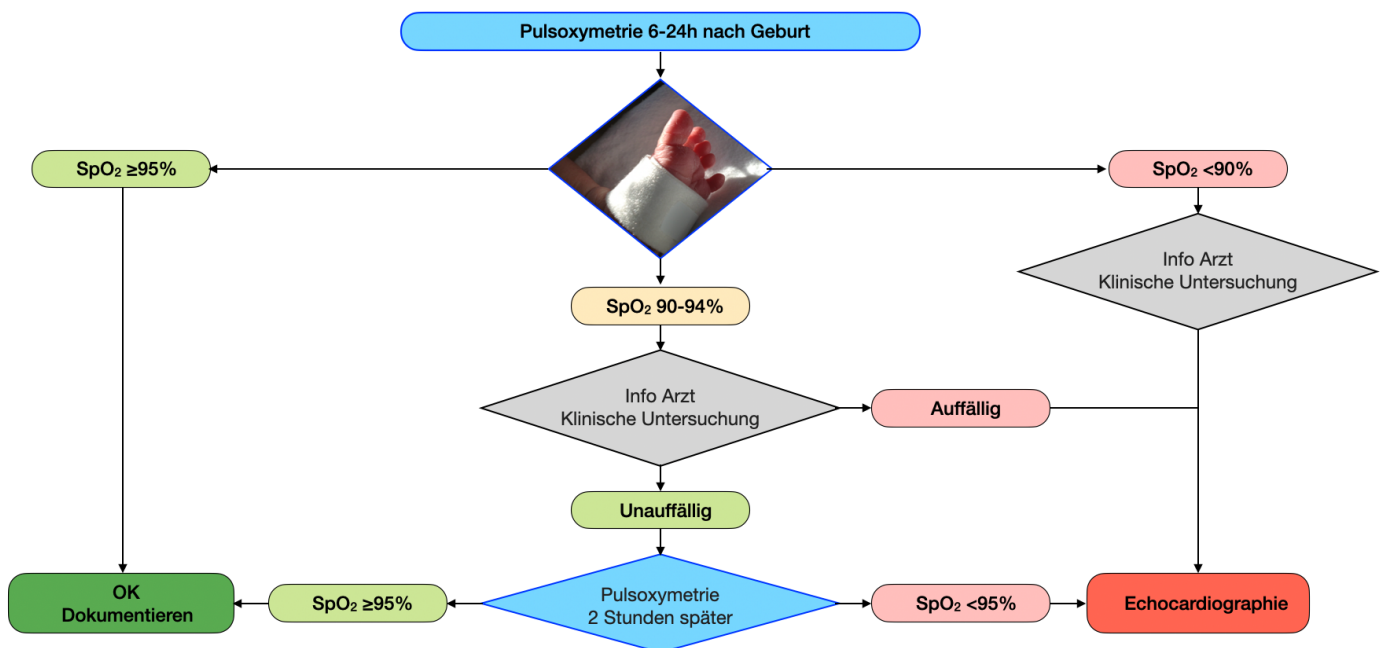 Pulsoxymetrie 6-24h nach Geburt
SpO₂ ≥95%
SpO₂ <90%
Info Arzt
Klinische Untersuchung
SpO₂ 90-94%
Info Arzt
Klinische Untersuchung
Auffällig
Unauffällig
OK
Dokumentieren
SpO₂ ≥95%
Pulsoxymetrie
2 Stunden später
SpO₂ <95%
Echocardiographie